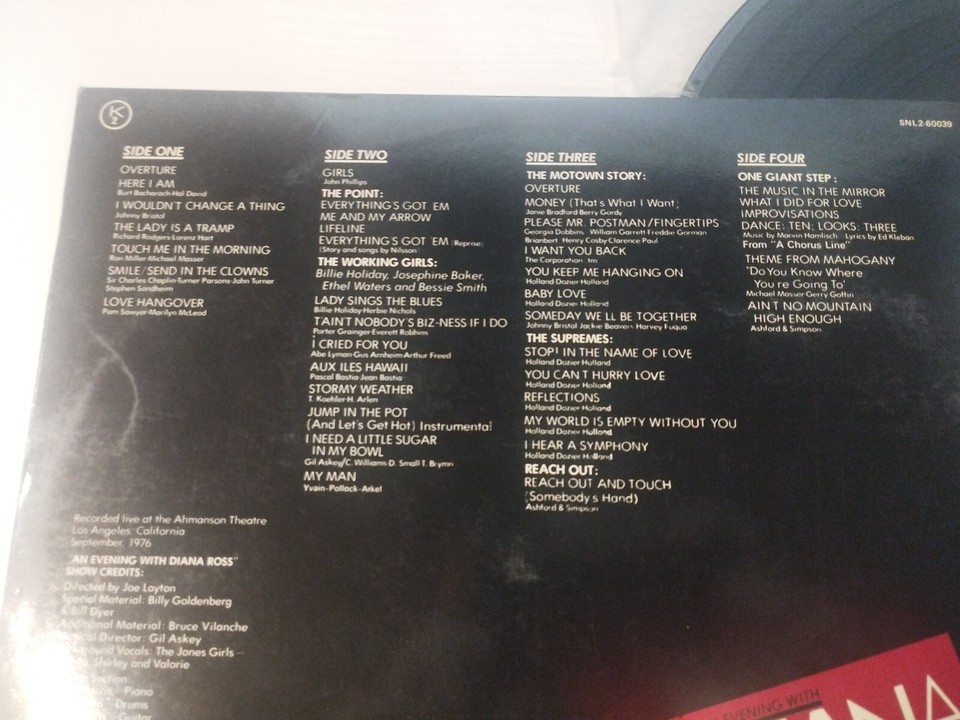 K
2
SNL2-60039
SIDE ONE
OVERTURE
HERE I AM
Burt Bacharach-Hal David
I WOULDN'T CHANGE A THING
Johnny Bristol
THE LADY IS A TRAMP
Richard Rodgers-Lorenz Hart
TOUCH ME IN THE MORNING
Ron Miller-Michael Masser
SMILE/SEND IN THE CLOWNS
Sir Charles Chaplin-Turner Parsons-John Turner
Stephen Sondheim
LOVE HANGOVER
Pam Sawyer-Marilyn McLeod
SIDE TWO
GIRLS
John Phillips
THE POINT:
EVERYTHING'S GOT EM
ME AND MY ARROW
LIFELINE
EVERYTHING'S GOT EM (Reprise)
(Story and songs by Nilsson)
THE WORKING GIRLS:
Billie Holiday, Josephine Baker,
Ethel Waters and Bessie Smith
LADY SINGS THE BLUES
Billie Holiday-Herbie Nichols
T'AIN'T NOBODY'S BIZ-NESS IF I DO
Porter Grainger-Everett Robbins
I CRIED FOR YOU
Abe Lyman-Gus Arnheim-Arthur Freed
AUX ILES HAWAII
Pascal Bastia-Jean Bastia
STORMY WEATHER
T. Koehler-H. Arlen
JUMP IN THE POT
(And Let's Get Hot) Instrumental
I NEED A LITTLE SUGAR
IN MY BOWL
Gil Askey/C. Williams-D. Small-T. Brymn
MY MAN
Yvain-Pollock-Arkel
SIDE THREE
THE MOTOWN STORY:
OVERTURE
MONEY (That's What I Want)
Janie Bradford Berry Gordy
PLEASE MR. POSTMAN/FINGERTIPS
Georgia Dobbins William Garrett Freddie Gorman
Brianbert Henry Cosby-Clarence Paul
I WANT YOU BACK
The Corporation tm
YOU KEEP ME HANGING ON
Holland Dozier Holland
BABY LOVE
Holland Dozier Holland
SOMEDAY WE LL BE TOGETHER
Johnny Bristol Jackie Beavers Harvey Fuqua
THE SUPREMES:
STOP! IN THE NAME OF LOVE
Holland Dozier Holland
YOU CAN'T HURRY LOVE
Holland Dozier Holland
REFLECTIONS
Holland Dozier Holland
MY WORLD IS EMPTY WITHOUT YOU
Holland Dozier Holland
I HEAR A SYMPHONY
Holland Dozier Holland
REACH OUT:
REACH OUT AND TOUCH
(Somebody's Hand)
Ashford & Simpson
SIDE FOUR
ONE GIANT STEP:
THE MUSIC IN THE MIRROR
WHAT I DID FOR LOVE
IMPROVISATIONS
DANCE: TEN; LOOKS: THREE
Music by Marvin Hamlisch Lyrics by Ed Kleban
From "A Chorus Line"
THEME FROM MAHOGANY
"Do You Know Where
You're Going To"
Michael Masser-Gerry Goffin
AIN'T NO MOUNTAIN
HIGH ENOUGH
Ashford & Simpson
Recorded live at the Ahmanson Theatre
Los Angeles, California
September, 1976
"AN EVENING WITH DIANA ROSS"
SHOW CREDITS:
Directed by Joe Layton
Special Material: Billy Goldenberg
& Bill Dyer
Additional Material: Bruce Vilanche
Director: Gil Askey
Vocals: The Jones Girls –
Shirley and Valorie
Section
Piano
Drums
Guitar
EVENING WITH